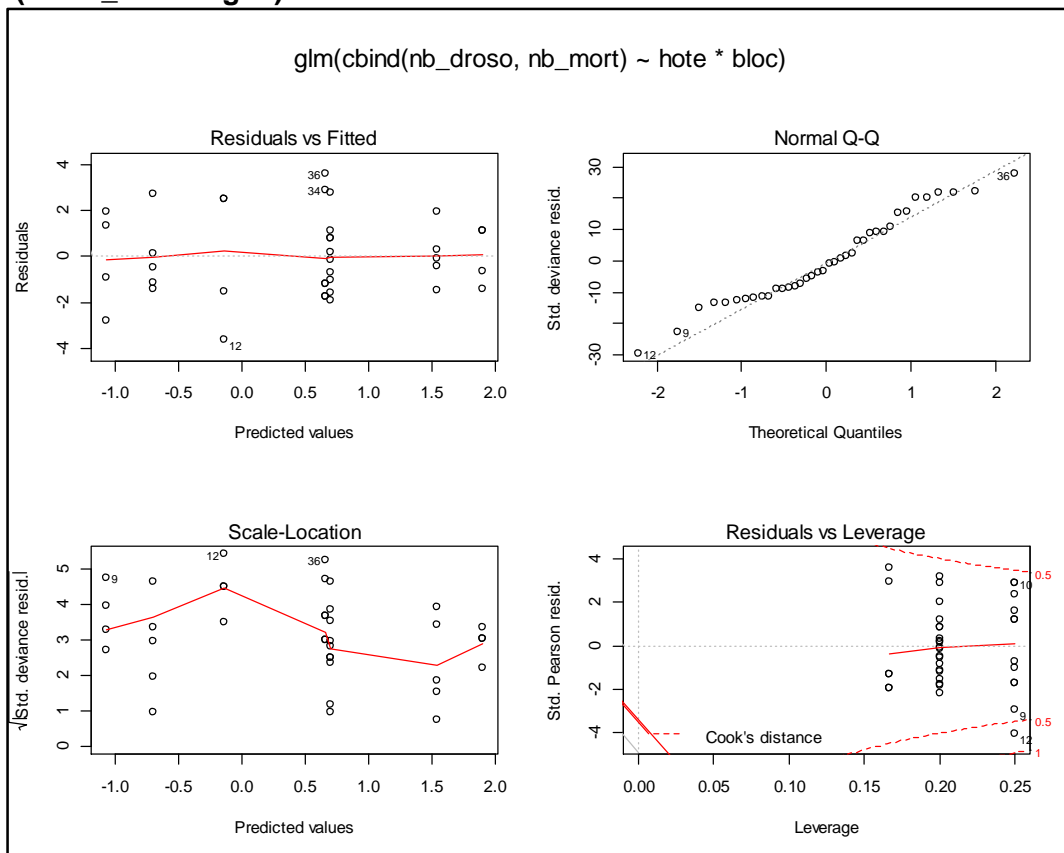 glm(cbind(nb_droso, nb_mort) ~ hote * bloc)
Residuals vs Fitted
Residuals
4
2
0
-2
-4
36
34
12
-1.0 -0.5 0.0 0.5 1.0 1.5 2.0
Predicted values
Normal Q-Q
Std. deviance resid.
30
10
0
-10
-30
36
9
12
-2 -1 0 1 2
Theoretical Quantiles
Scale-Location
√|Std. deviance resid.|
5
4
3
2
1
0
9
12
36
-1.0 -0.5 0.0 0.5 1.0 1.5 2.0
Predicted values
Residuals vs Leverage
Std. Pearson resid.
4
2
0
-2
-4
0.5
10
9
0.5
12
1
Cook's distance
0.00 0.05 0.10 0.15 0.20 0.25
Leverage